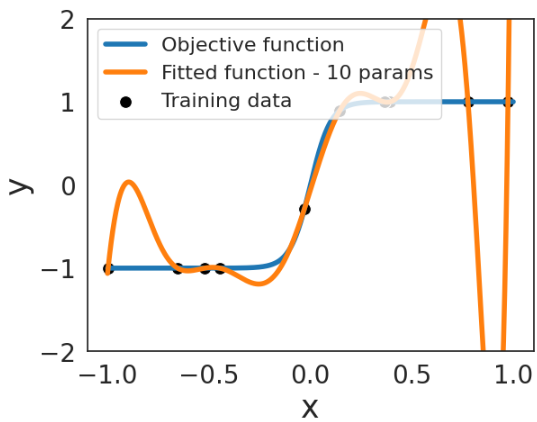 2
1
0
−1
−2
y
Objective function
Fitted function - 10 params
Training data
−1.0 −0.5 0.0 0.5 1.0
x